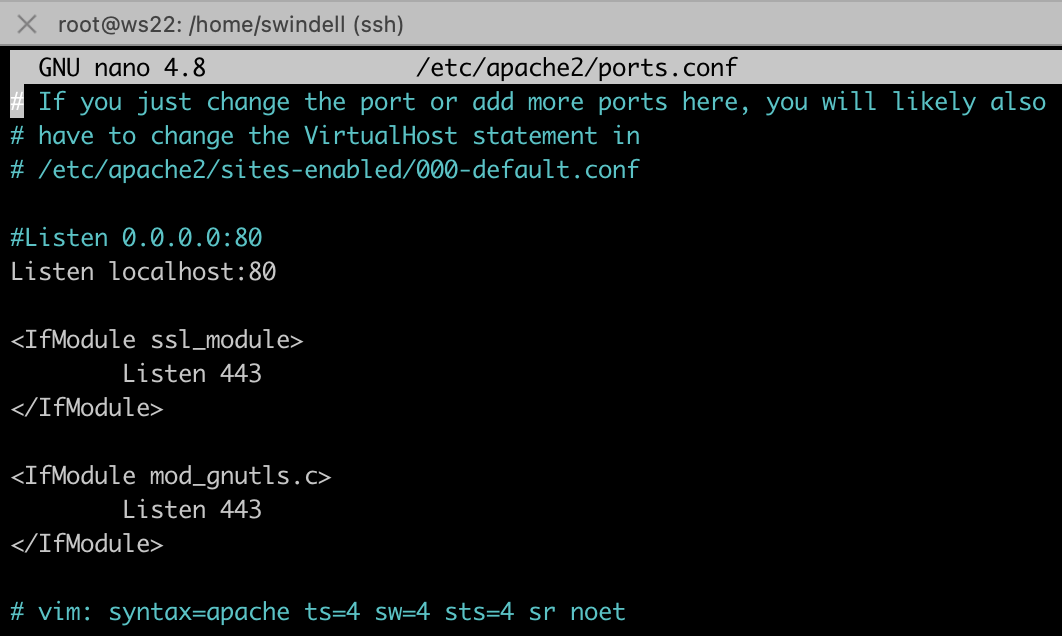 root@ws22: /home/swindell (ssh)
GNU nano 4.8 /etc/apache2/ports.conf
# If you just change the port or add more ports here, you will likely also
# have to change the VirtualHost statement in
# /etc/apache2/sites-enabled/000-default.conf
#Listen 0.0.0.0:80
Listen localhost:80
<IfModule ssl_module>
Listen 443
</IfModule>
<IfModule mod_gnutls.c>
Listen 443
</IfModule>
# vim: syntax=apache ts=4 sw=4 sts=4 sr noet